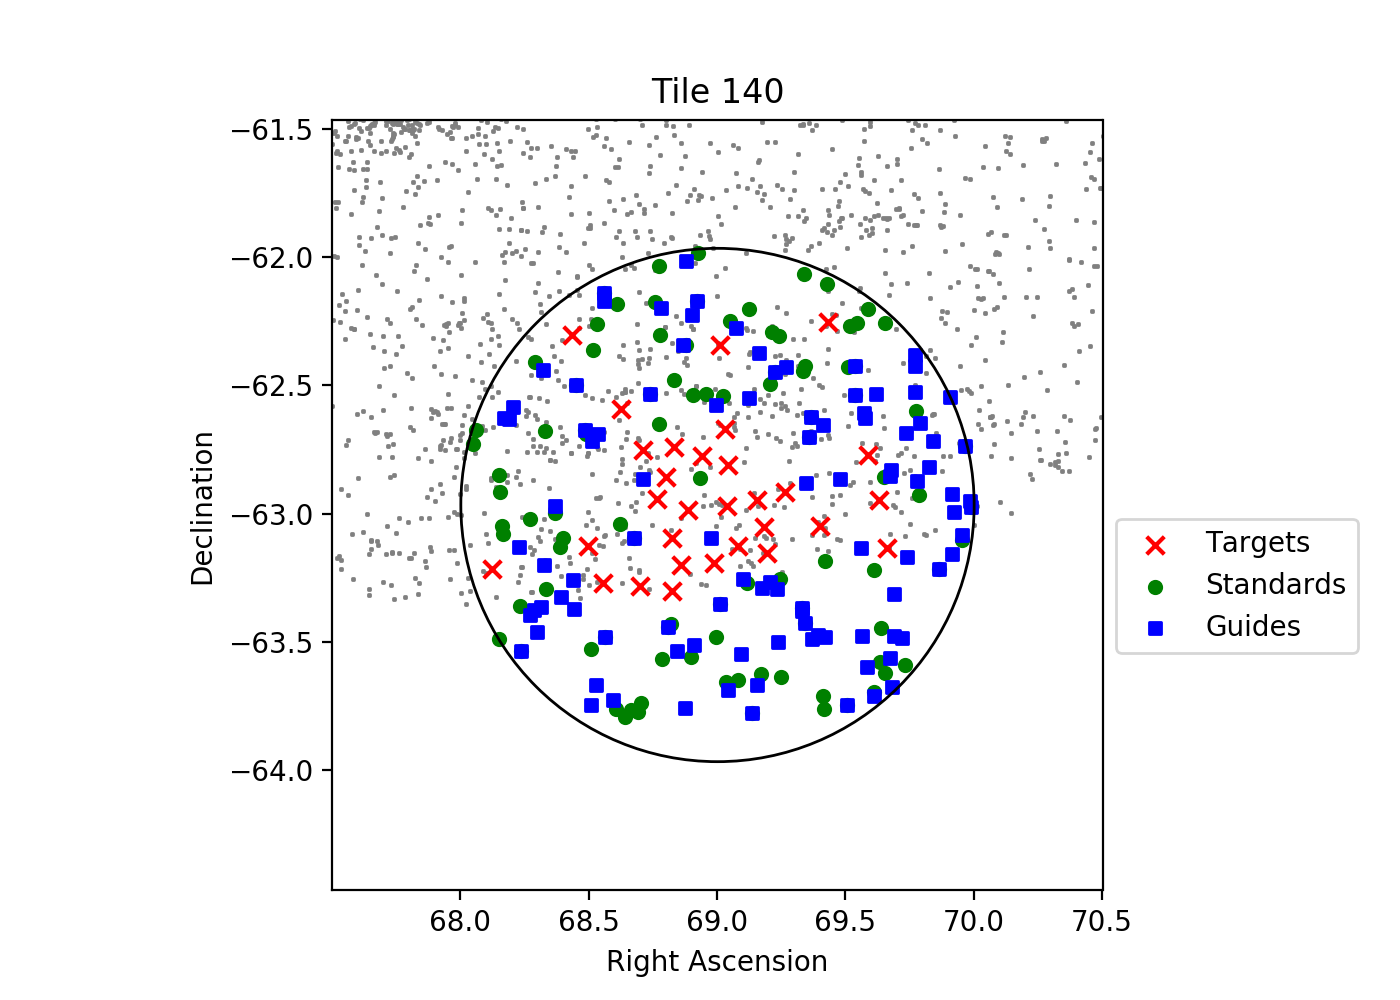 Tile 140
−61.5
−62.0
−62.5
−63.0
−63.5
−64.0
Declination
68.0 68.5 69.0 69.5 70.0 70.5
Right Ascension
Targets
Standards
Guides